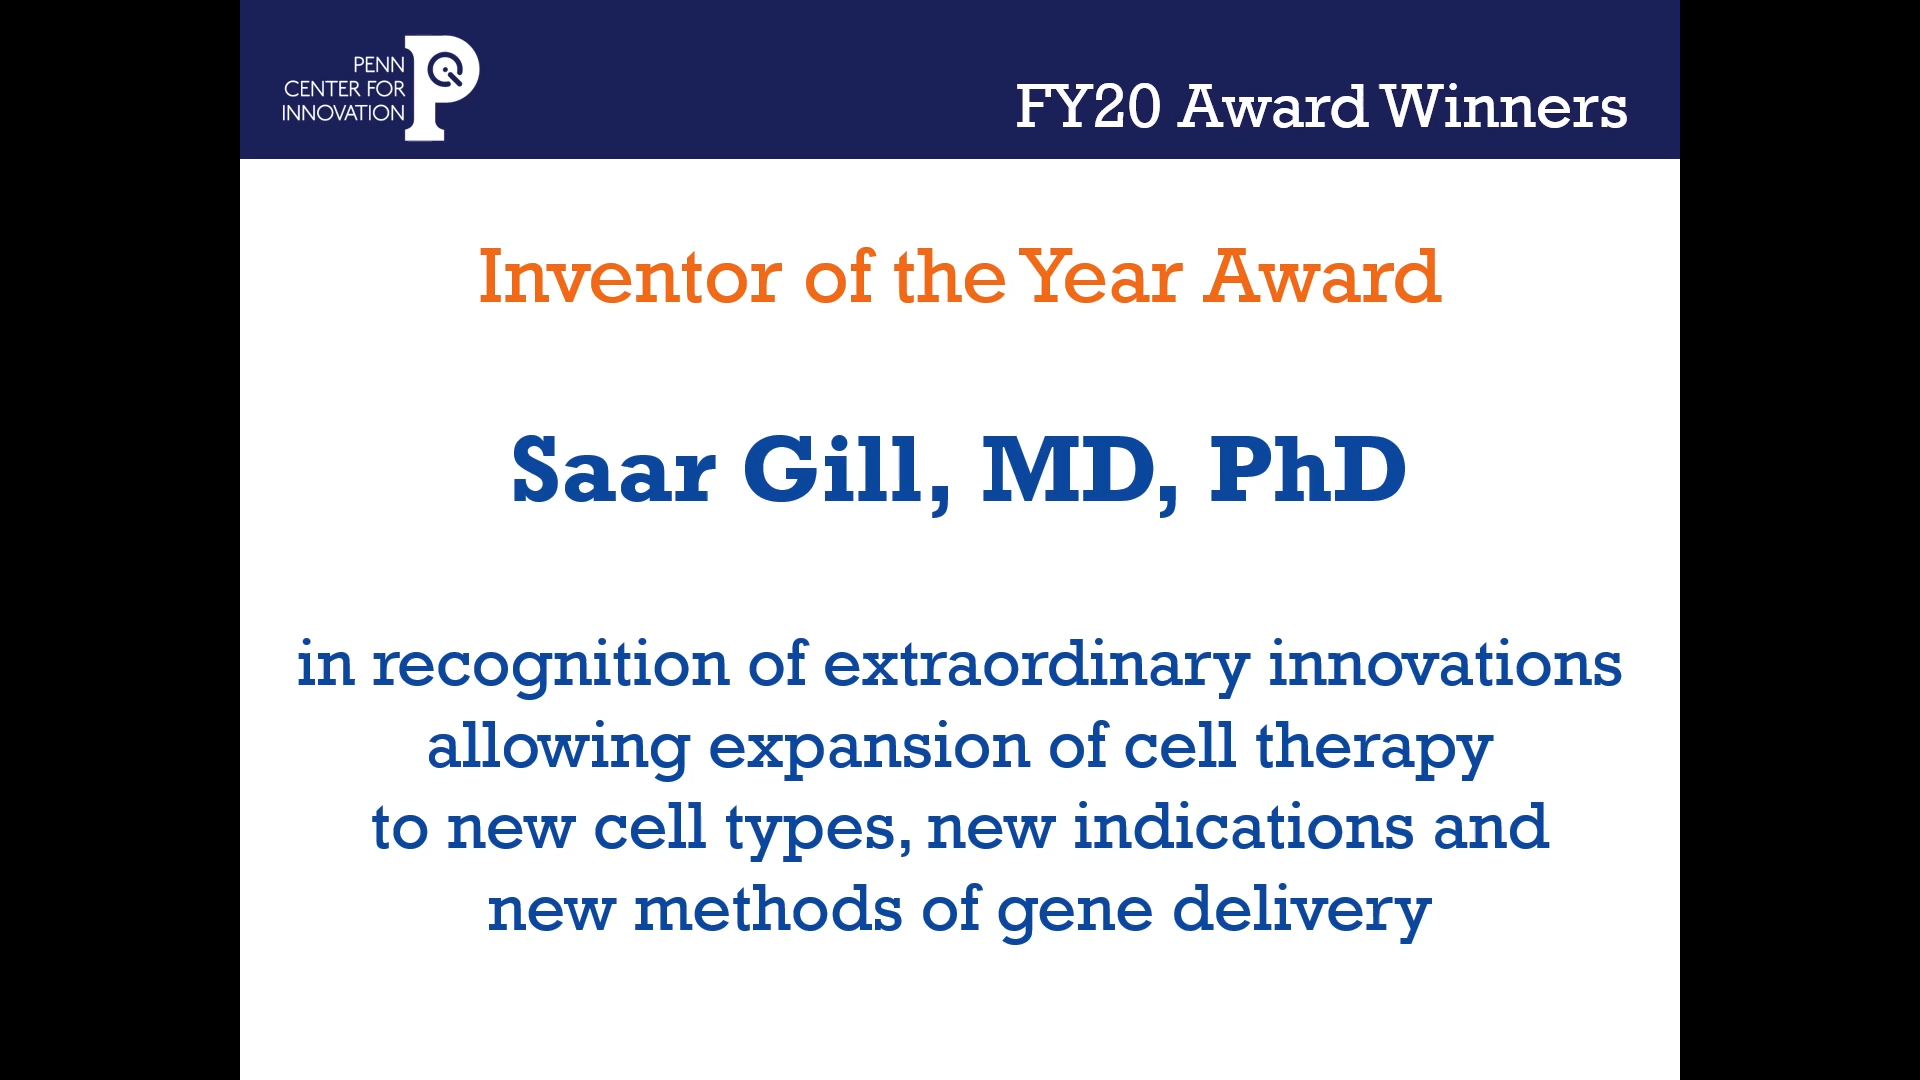 PENN
CENTER FOR
INNOVATION
FY20 Award Winners
Inventor of the Year Award
Saar Gill, MD, PhD
in recognition of extraordinary innovations
allowing expansion of cell therapy
to new cell types, new indications and
new methods of gene delivery